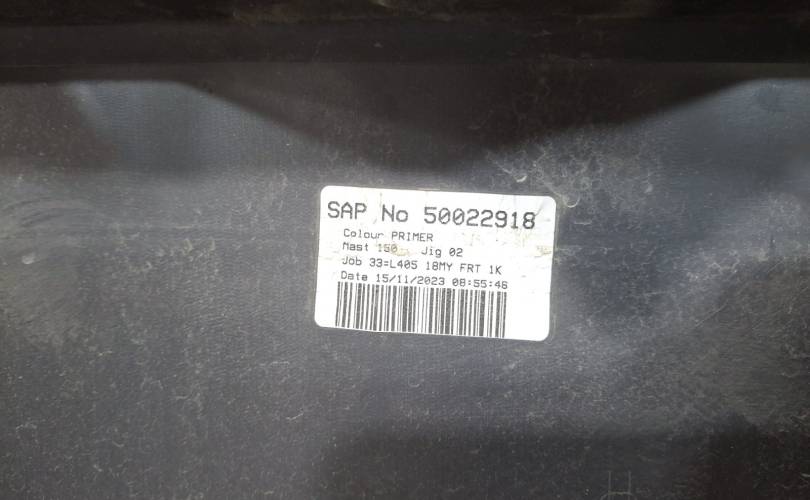 SAP No 50022918
Colour PRIMER
Mast 150 Jig 02
Job 33=L405 18MY FRT 1K
Date 15/11/2023 08:55:46